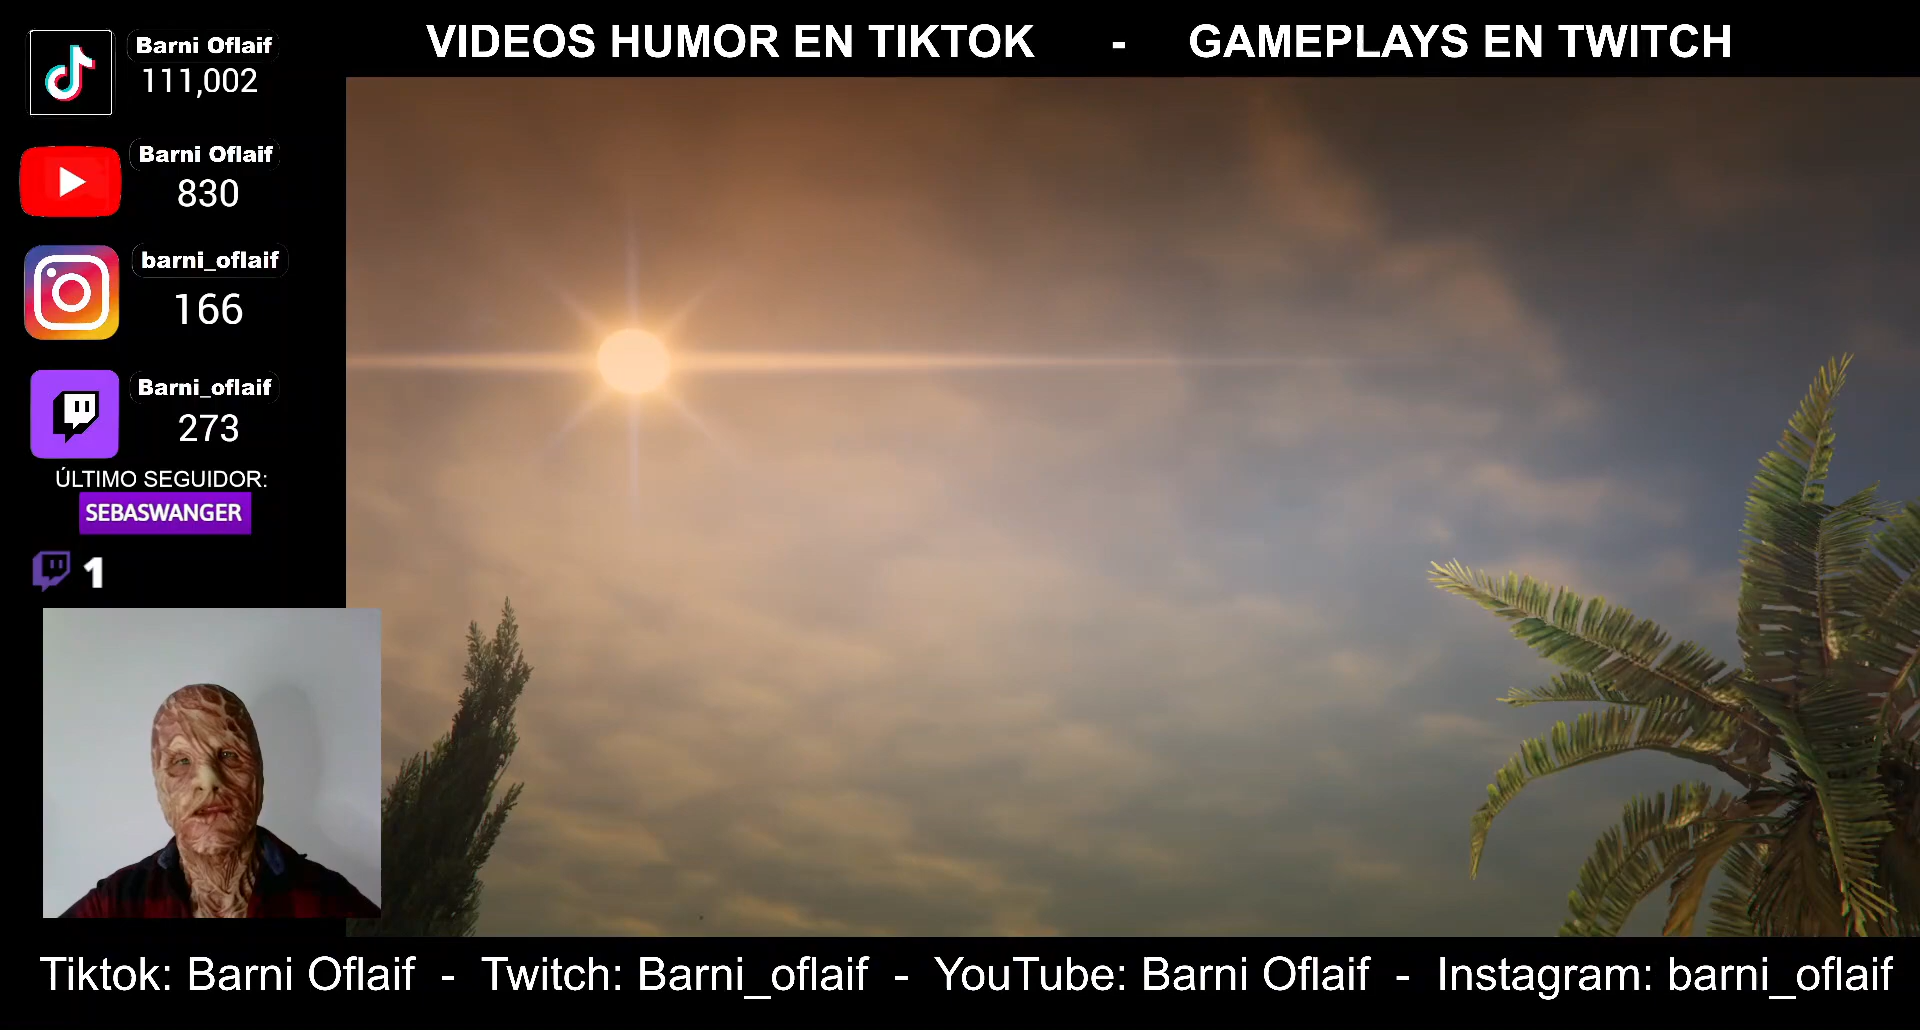 VIDEOS HUMOR EN TIKTOK - GAMEPLAYS EN TWITCH
Barni Oflaif
111,002
Barni Oflaif
830
barni_oflaif
166
Barni_oflaif
273
ÚLTIMO SEGUIDOR:
SEBASWANGER
1
Tiktok: Barni Oflaif - Twitch: Barni_oflaif - YouTube: Barni Oflaif - Instagram: barni_oflaif